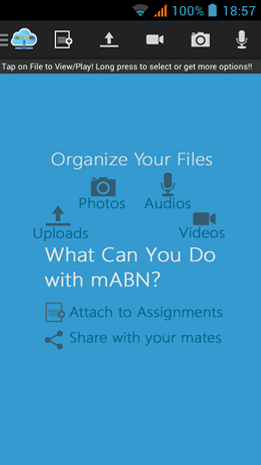 100% 18:57
Tap on File to View/Play! Long press to select or get more options!!
Organize Your Files
Photos Audios
Uploads Videos
What Can You Do
with mABN?
Attach to Assignments
Share with your mates